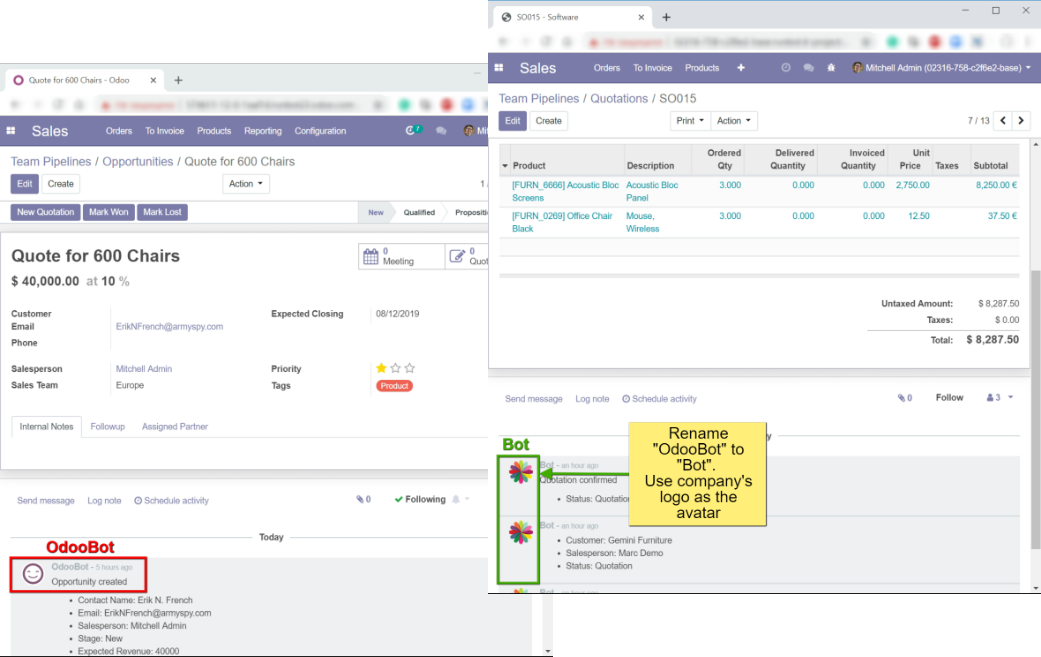 Quote for 600 Chairs - Odoo
Sales Orders To Invoice Products Reporting Configuration 7
Team Pipelines / Opportunities / Quote for 600 Chairs
Edit Create Action
New Quotation Mark Won Mark Lost New Qualified Propositi
Quote for 600 Chairs
0 Meeting
0 Quot
$ 40,000.00 at 10 %
Customer
Expected Closing 08/12/2019
Email ErikNFrench@armyspy.com
Phone
Salesperson Mitchell Admin Priority
Sales Team Europe Tags Product
Internal Notes Followup Assigned Partner
Send message Log note Schedule activity 0 Following
Today
OdooBot
OdooBot - 5 hours ago
Opportunity created
• Contact Name: Erik N. French
• Email: ErikNFrench@armyspy.com
• Salesperson: Mitchell Admin
• Stage: New
• Expected Revenue: 40000
SO015 - Software
Sales Orders To Invoice Products Mitchell Admin (02316-758-c2f6e2-base)
Team Pipelines / Quotations / SO015
Edit Create Print Action 7 / 13
Product Description Ordered Qty Delivered Quantity Invoiced Quantity Unit Price Taxes Subtotal
[FURN_6666] Acoustic Bloc Acoustic Bloc 3.000 0.000 0.000 2,750.00 8,250.00 €
Screens Panel
[FURN_0269] Office Chair Mouse, 3.000 0.000 0.000 12.50 37.50 €
Black Wireless
Untaxed Amount: $ 8,287.50
Taxes: $ 0.00
Total: $ 8,287.50
Send message Log note Schedule activity 0 Follow 3
Bot
Rename
"OdooBot" to
"Bot".
Use company's
logo as the
avatar
Bot - an hour ago
Quotation confirmed
• Status: Quotation
Bot - an hour ago
• Customer: Gemini Furniture
• Salesperson: Marc Demo
• Status: Quotation